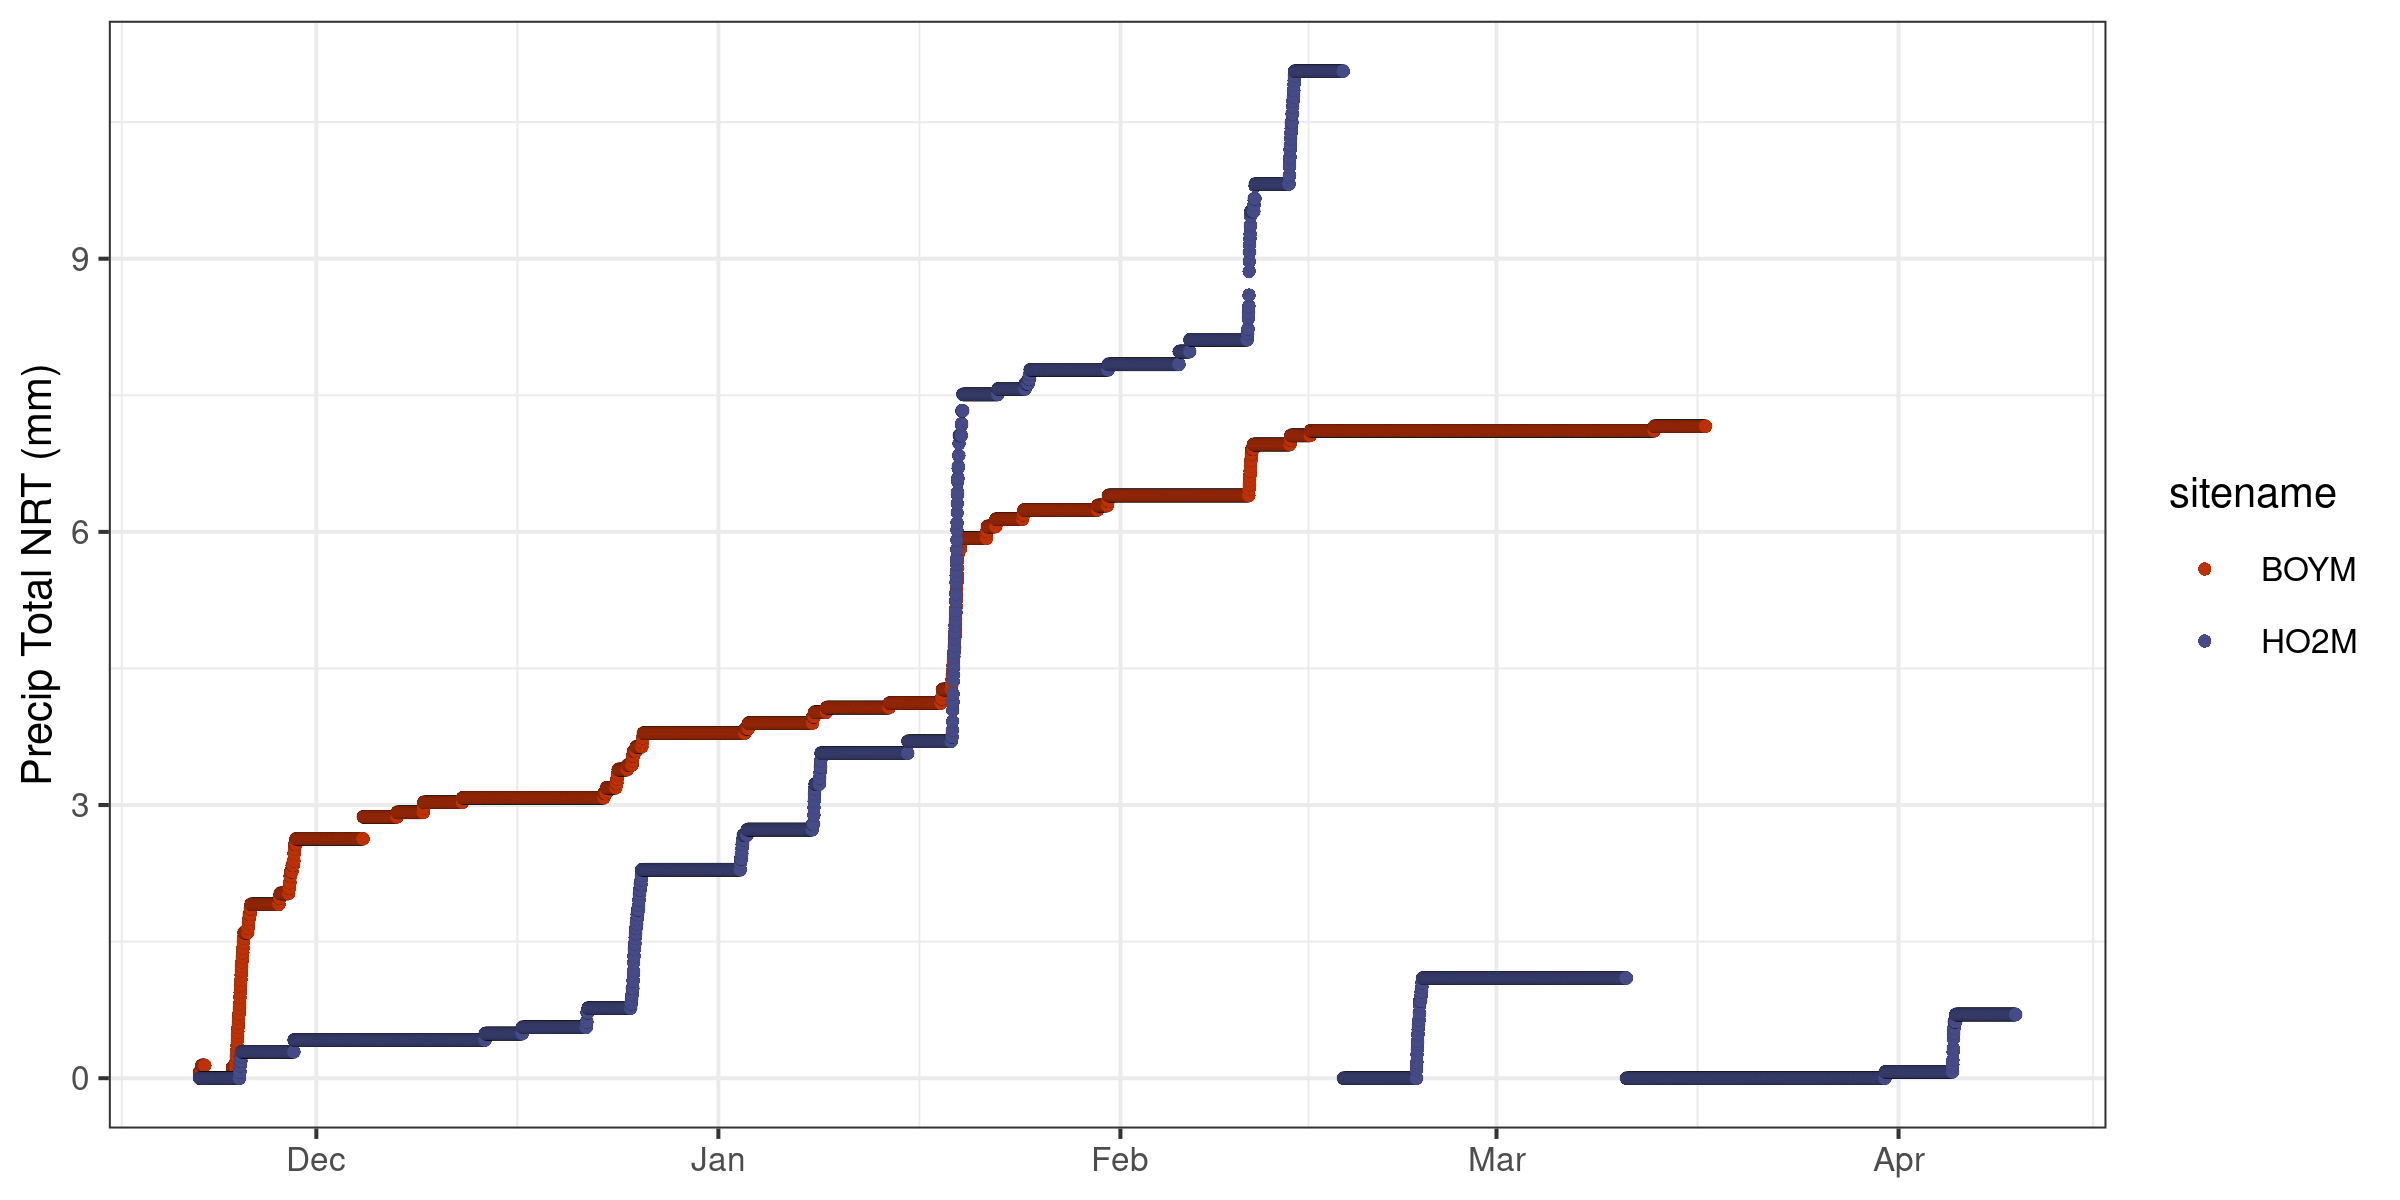 Precip Total NRT (mm)
9
6
3
0
Dec
Jan
Feb
Mar
Apr
sitename
BOYM
HO2M